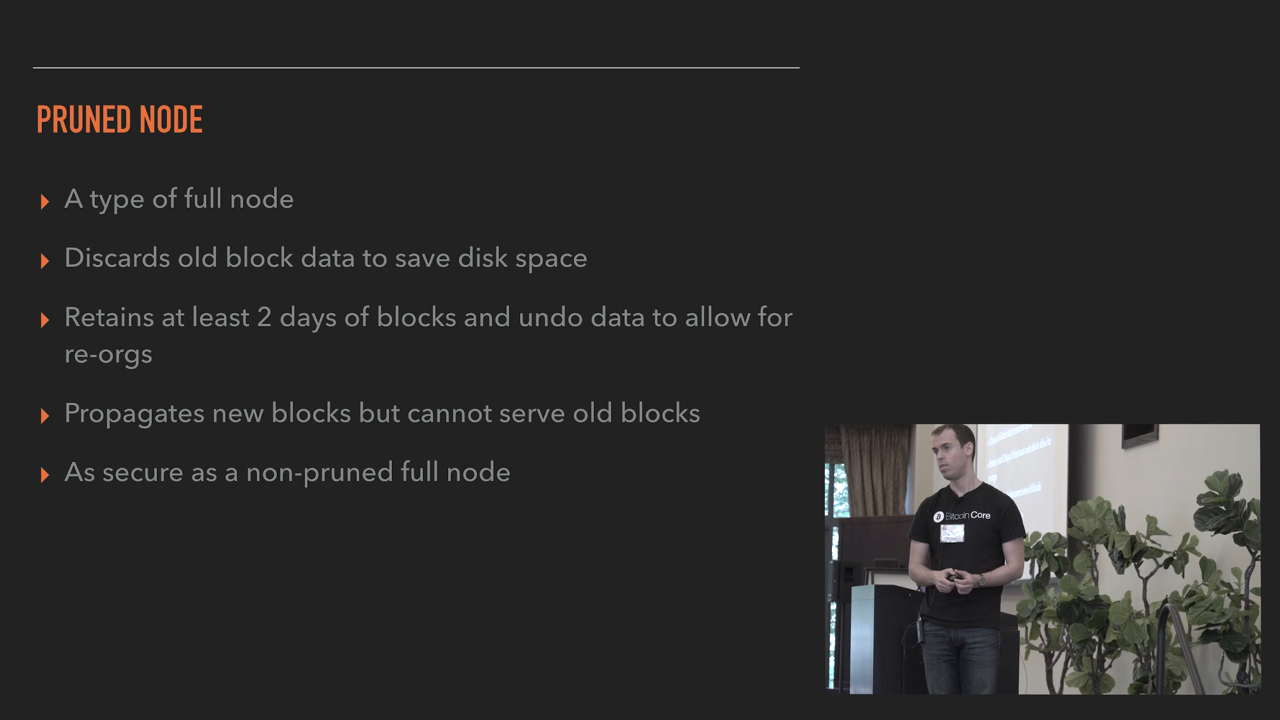 PRUNED NODE
A type of full node
Discards old block data to save disk space
Retains at least 2 days of blocks and undo data to allow for
re-orgs
Propagates new blocks but cannot serve old blocks
As secure as a non-pruned full node
Bitcoin Core